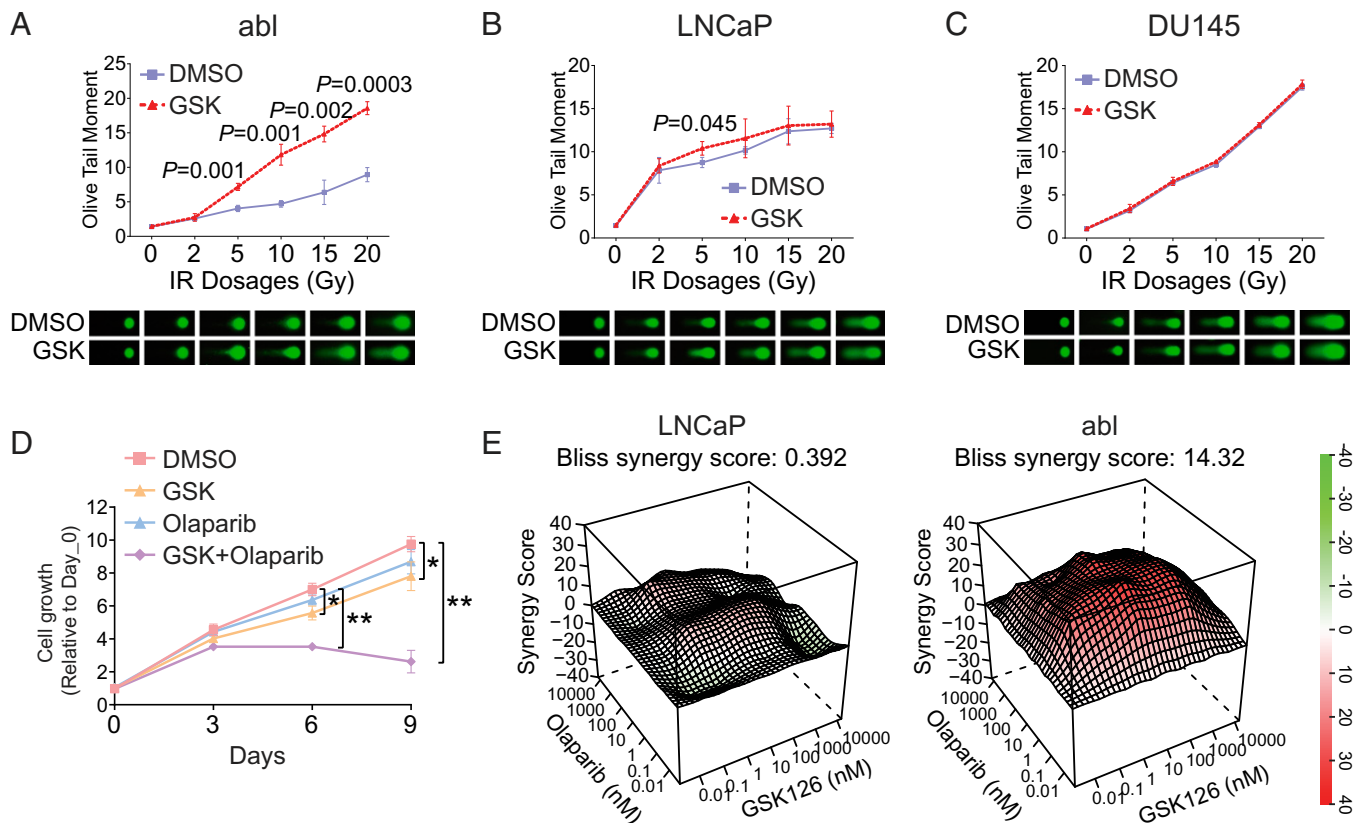 A
abl
Olive Tail Moment
25
20
15
10
5
0
DMSO
GSK
P=0.001
P=0.001
P=0.002
P=0.0003
0 2 5 10 15 20
IR Dosages (Gy)
DMSO
GSK
B
LNCaP
Olive Tail Moment
20
15
10
5
0
P=0.045
DMSO
GSK
0 2 5 10 15 20
IR Dosages (Gy)
DMSO
GSK
C
DU145
Olive Tail Moment
20
15
10
5
0
DMSO
GSK
0 2 5 10 15 20
IR Dosages (Gy)
DMSO
GSK
D
DMSO
GSK
Olaparib
GSK+Olaparib
Cell growth
(Relative to Day_0)
12
10
8
6
4
2
0
*
**
*
**
0 3 6 9
Days
E
LNCaP
Bliss synergy score: 0.392
Synergy Score
40
30
20
10
0
−10
−20
−30
−40
10000
1000
100
10
1
0.1
0.01
Olaparib (nM)
0.01 0.1 1 10 100 1000 10000
GSK126 (nM)
abl
Bliss synergy score: 14.32
Synergy Score
40
30
20
10
0
−10
−20
−30
−40
10000
1000
100
10
1
0.1
0.01
Olaparib (nM)
0.01 0.1 1 10 100 1000 10000
GSK126 (nM)
-40
-30
-20
-10
0
10
20
30
40